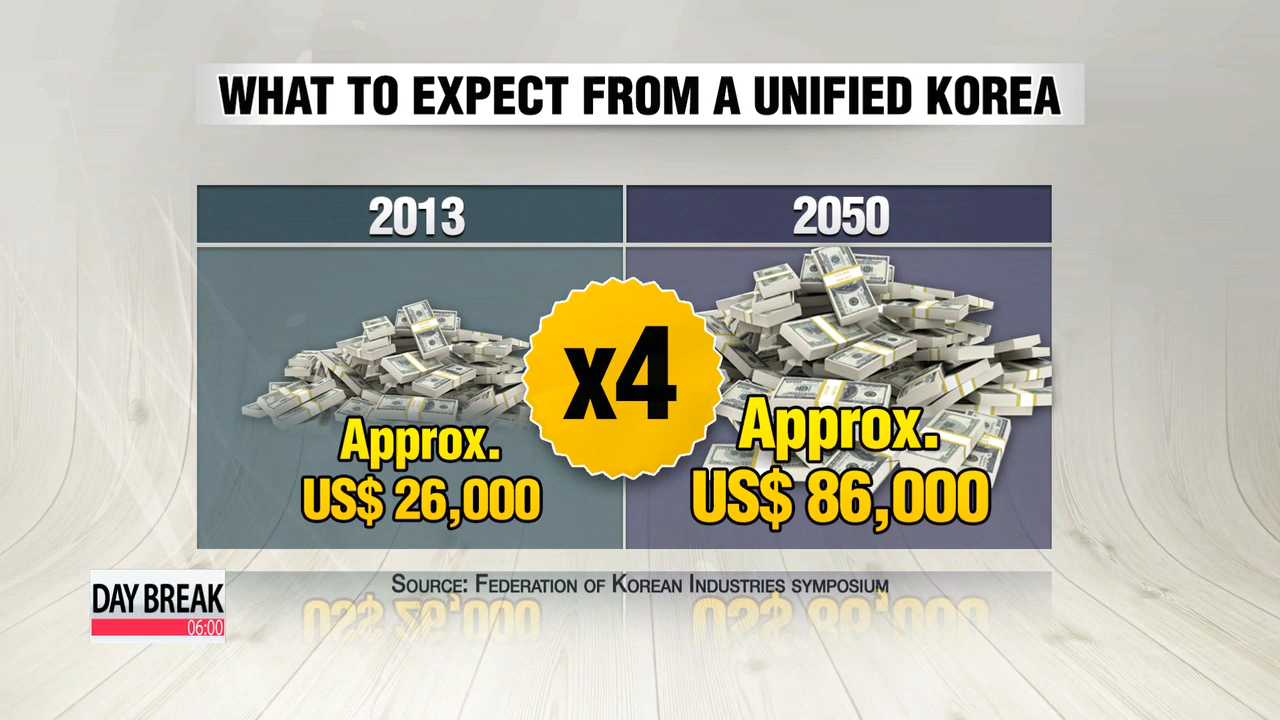 WHAT TO EXPECT FROM A UNIFIED KOREA
2013
2050
x4
Approx.
US$ 26,000
Approx.
US$ 86,000
SOURCE: FEDERATION OF KOREAN INDUSTRIES SYMPOSIUM
DAY BREAK
06:00